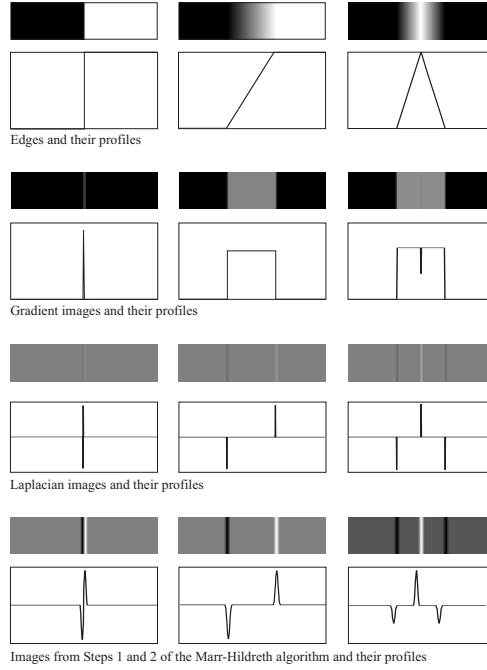 Edges and their profiles
Gradient images and their profiles
Laplacian images and their profiles
Images from Steps 1 and 2 of the Marr-Hildreth algorithm and their profiles